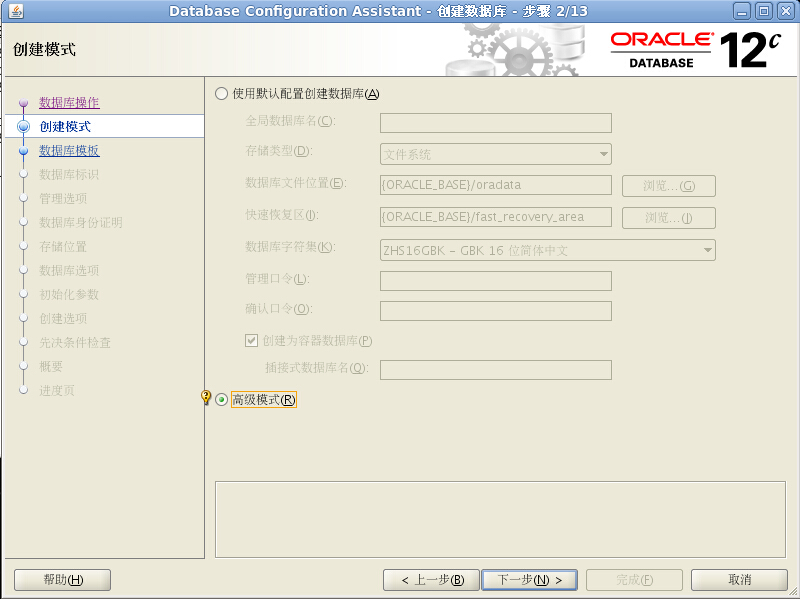 Database Configuration Assistant - 创建数据库 - 步骤 2/13
创建模式
ORACLE 12c
DATABASE
数据库操作
创建模式
数据库模板
数据库标识
管理选项
数据库身份证明
存储位置
数据库选项
初始化参数
创建选项
先决条件检查
概要
进度页
使用默认配置创建数据库(A)
全局数据库名(C):
存储类型(D): 文件系统
数据库文件位置(E): {ORACLE_BASE}/oradata 浏览...(G)
快速恢复区(I): {ORACLE_BASE}/fast_recovery_area 浏览...(J)
数据库字符集(K): ZHS16GBK - GBK 16 位简体中文
管理口令(L):
确认口令(O):
创建为容器数据库(P)
插接式数据库名(Q):
高级模式(R)
帮助(H) < 上一步(B) 下一步(N) > 完成(F) 取消